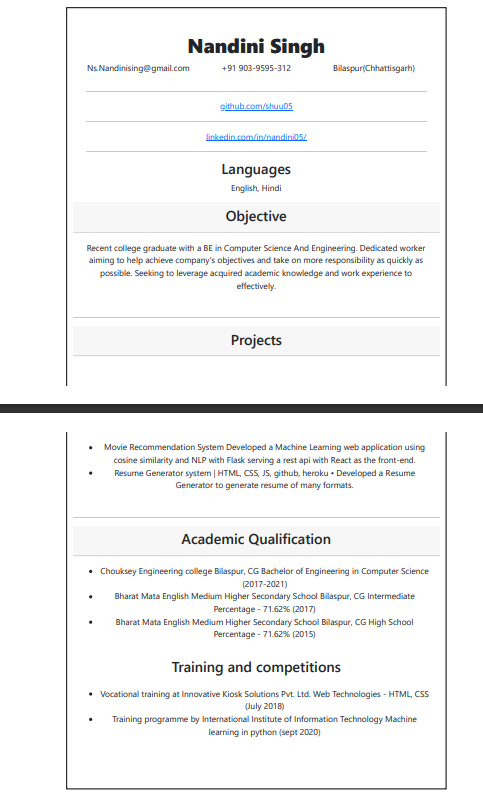 Nandini Singh
Ns.Nandinising@gmail.com +91 903-9595-312 Bilaspur(Chhattisgarh)
github.com/shuu05
linkedin.com/in/nandini05/
Languages
English, Hindi
Objective
Recent college graduate with a BE in Computer Science And Engineering. Dedicated worker
aiming to help achieve company's objectives and take on more responsibility as quickly as
possible. Seeking to leverage acquired academic knowledge and work experience to
effectively.
Projects
• Movie Recommendation System Developed a Machine Learning web application using
cosine similarity and NLP with Flask serving a rest api with React as the front-end.
• Resume Generator system | HTML, CSS, JS, github, heroku • Developed a Resume
Generator to generate resume of many formats.
Academic Qualification
• Chouksey Engineering college Bilaspur, CG Bachelor of Engineering in Computer Science
(2017-2021)
• Bharat Mata English Medium Higher Secondary School Bilaspur, CG Intermediate
Percentage - 71.62% (2017)
• Bharat Mata English Medium Higher Secondary School Bilaspur, CG High School
Percentage - 71.62% (2015)
Training and competitions
• Vocational training at Innovative Kiosk Solutions Pvt. Ltd. Web Technologies - HTML, CSS
(July 2018)
• Training programme by International Institute of Information Technology Machine
learning in python (sept 2020)